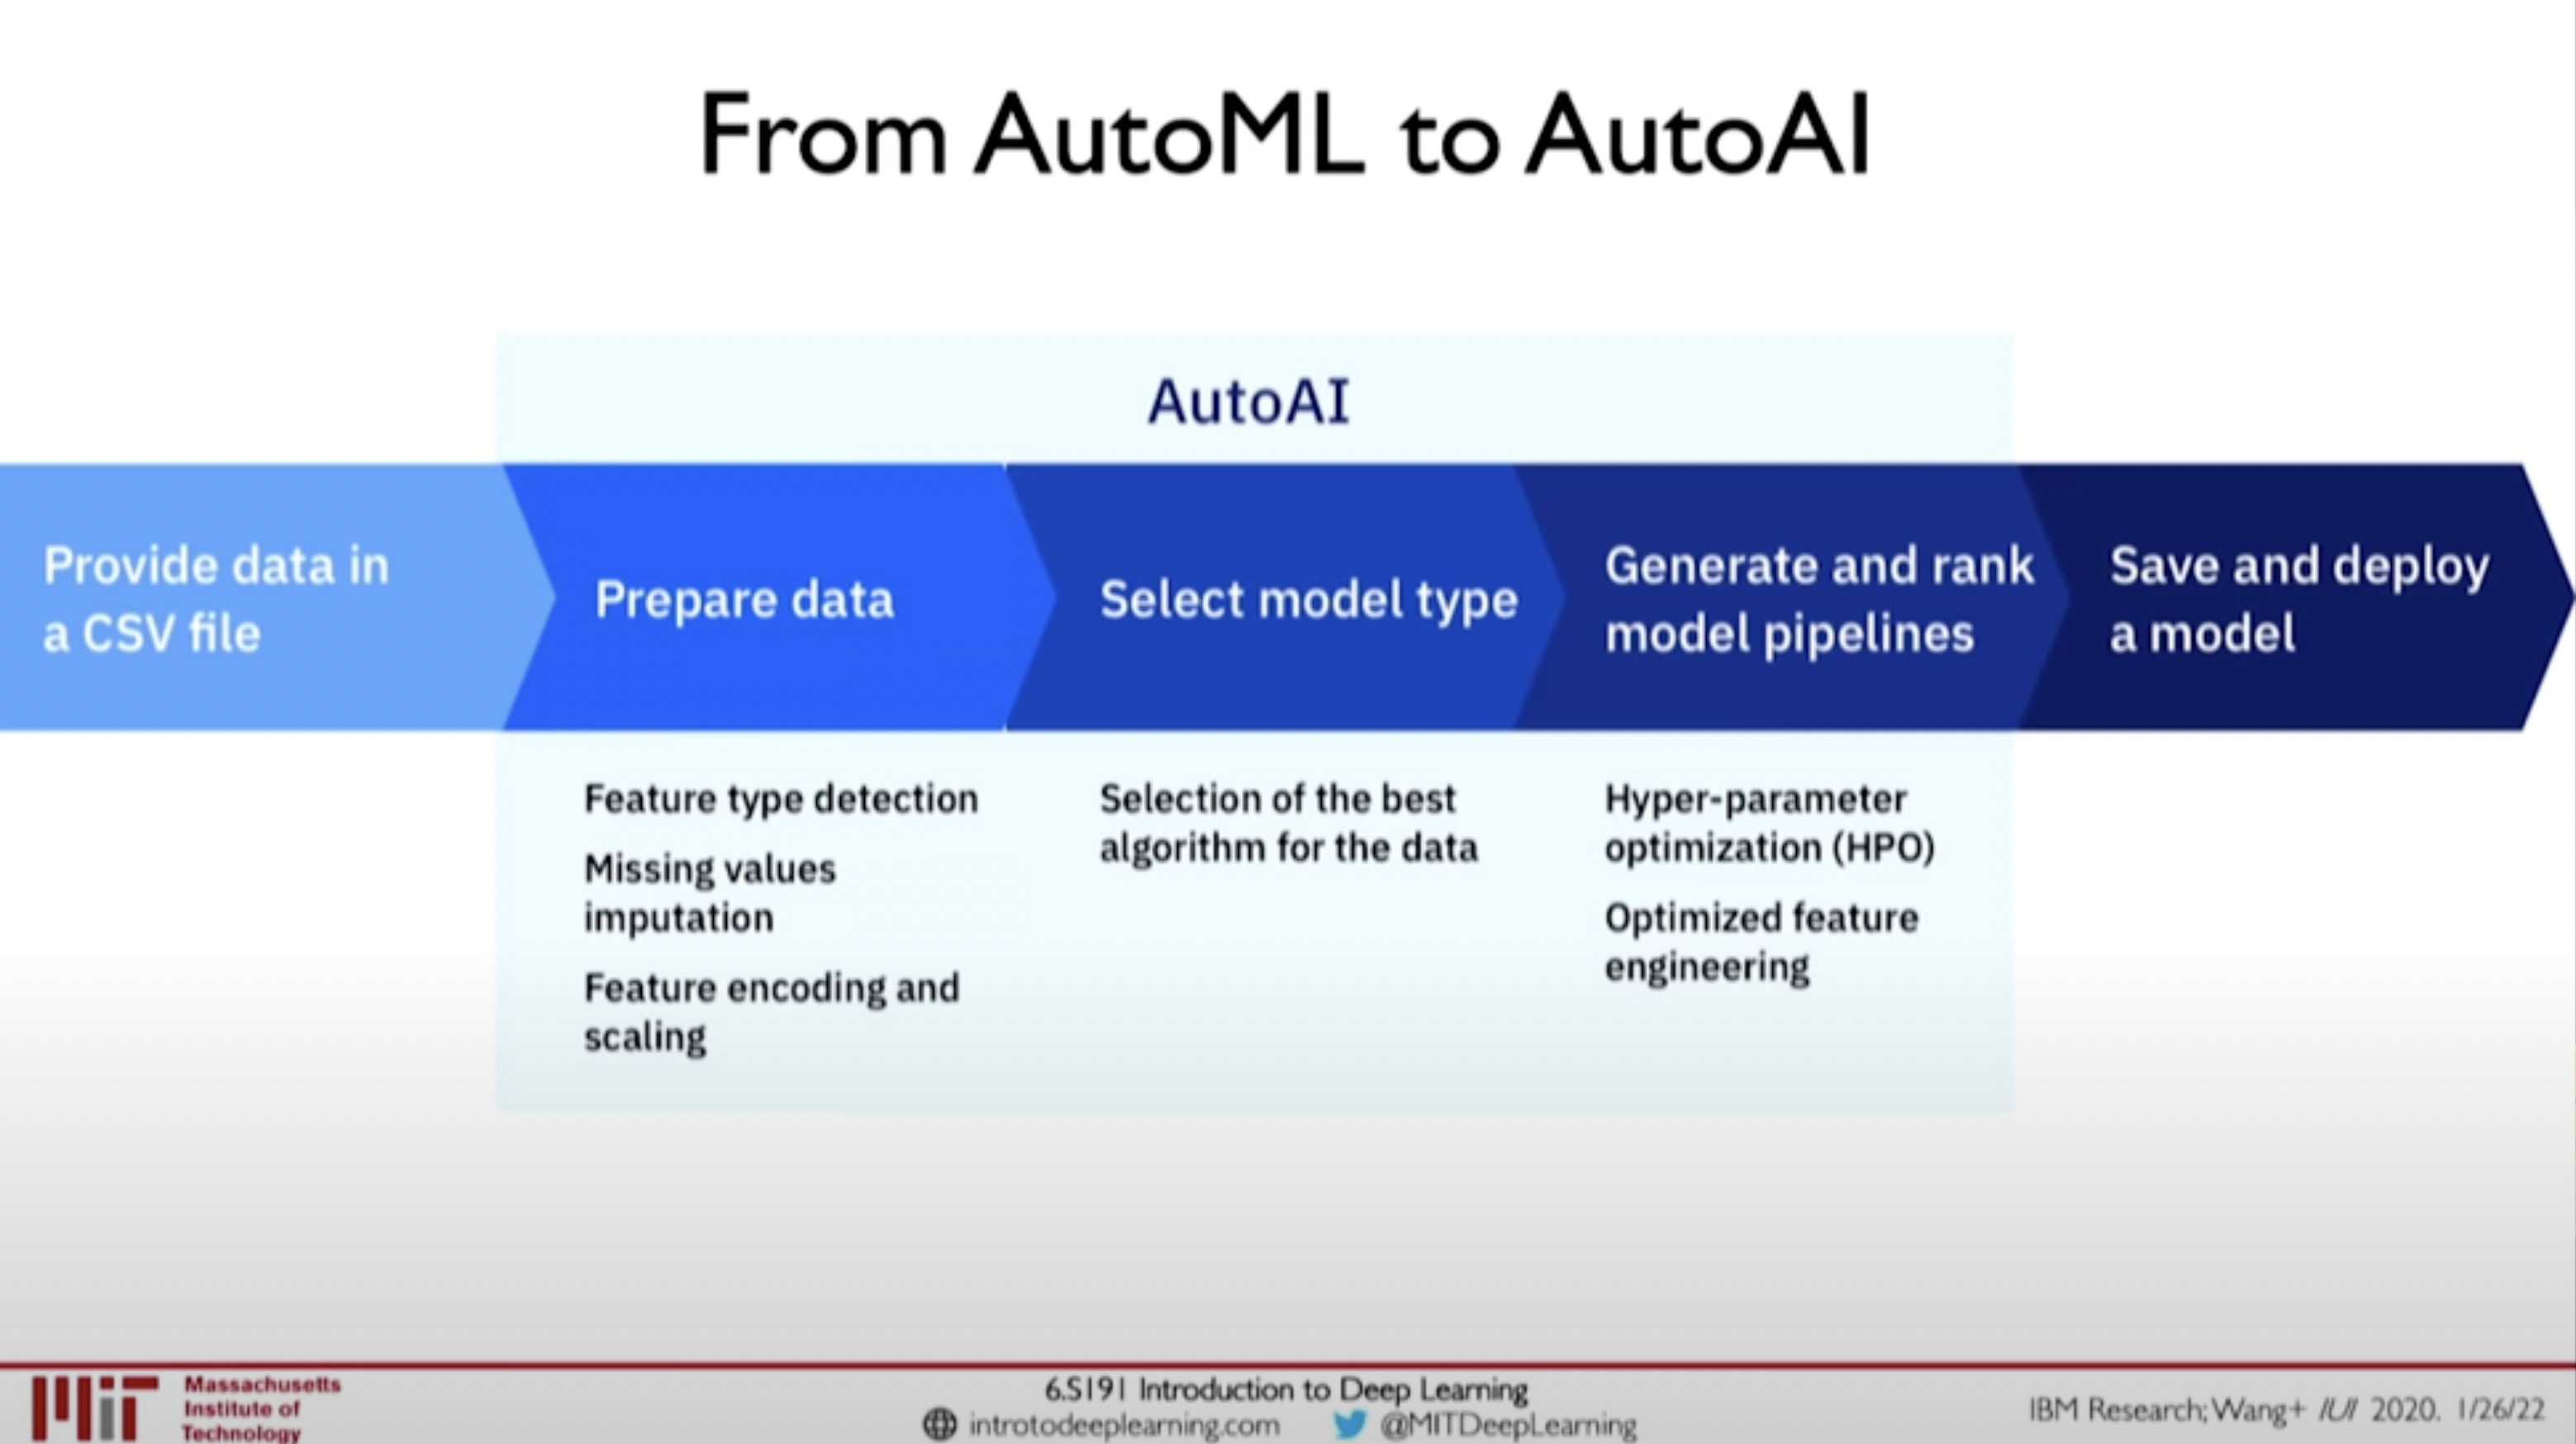 From AutoML to AutoAI
AutoAI
Provide data in
a CSV file
Prepare data
Select model type
Generate and rank
model pipelines
Save and deploy
a model
Feature type detection
Missing values
imputation
Feature encoding and
scaling
Selection of the best
algorithm for the data
Hyper-parameter
optimization (HPO)
Optimized feature
engineering
Massachusetts
Institute of
Technology
6.S191 Introduction to Deep Learning
introtodeeplearning.com @MITDeepLearning
IBM Research; Wang+ IUI 2020. 1/26/22